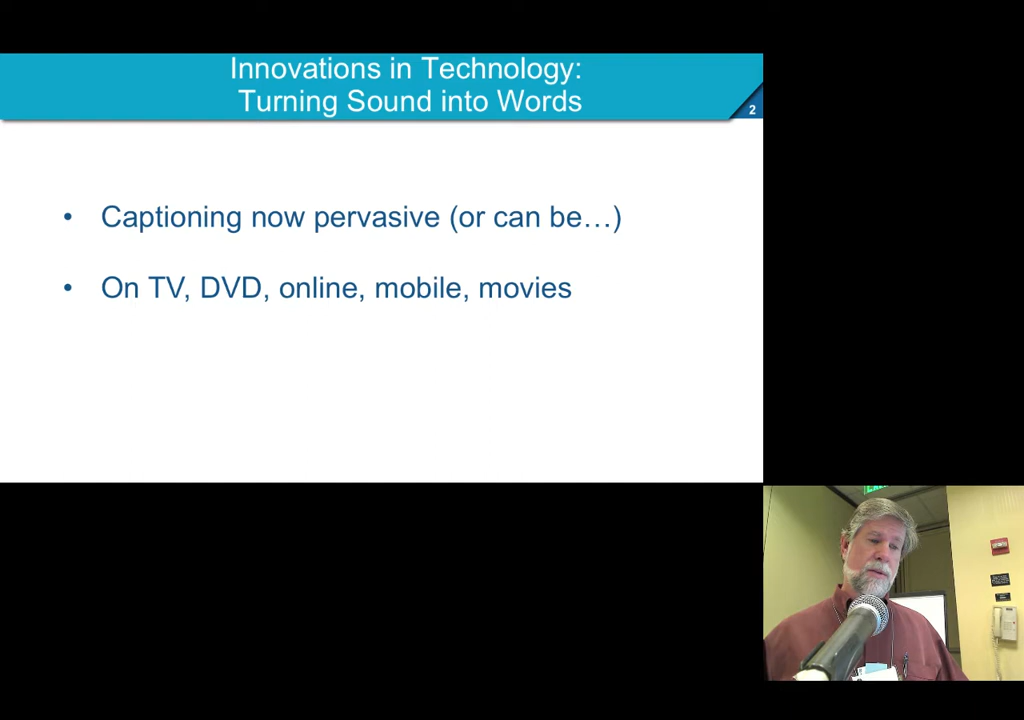 Innovations in Technology:
Turning Sound into Words
2
• Captioning now pervasive (or can be…)
• On TV, DVD, online, mobile, movies